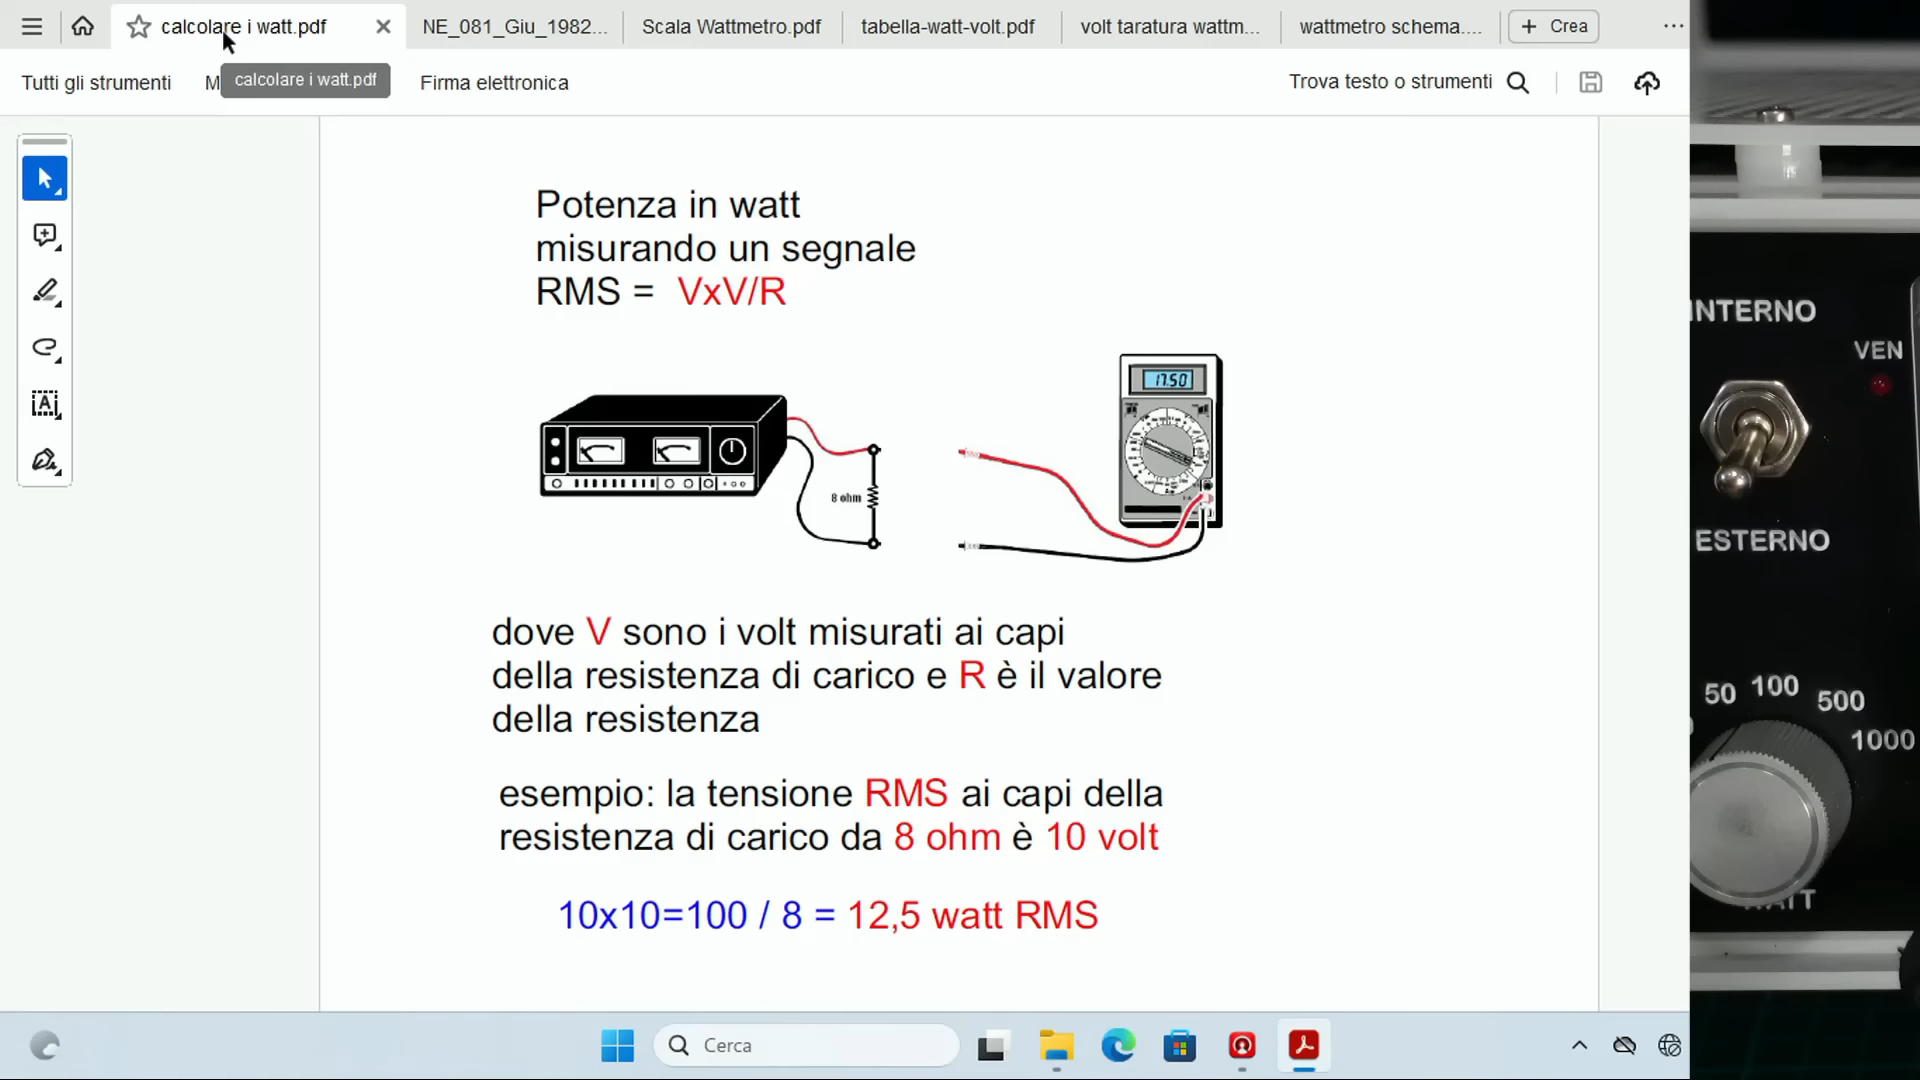 calcolare i watt.pdf
NE_081_Giu_1982...
Scala Wattmetro.pdf
tabella-watt-volt.pdf
volt taratura wattm...
wattmetro schema....
Crea
Tutti gli strumenti
M
calcolare i watt.pdf
Firma elettronica
Trova testo o strumenti
Potenza in watt
misurando un segnale
RMS = VxV/R
17.50
8 ohm
dove V sono i volt misurati ai capi
della resistenza di carico e R è il valore
della resistenza
esempio: la tensione RMS ai capi della
resistenza di carico da 8 ohm è 10 volt
10x10=100 / 8 = 12,5 watt RMS
INTERNO
VEN
ESTERNO
50 100 500
1000
WATT
Cerca